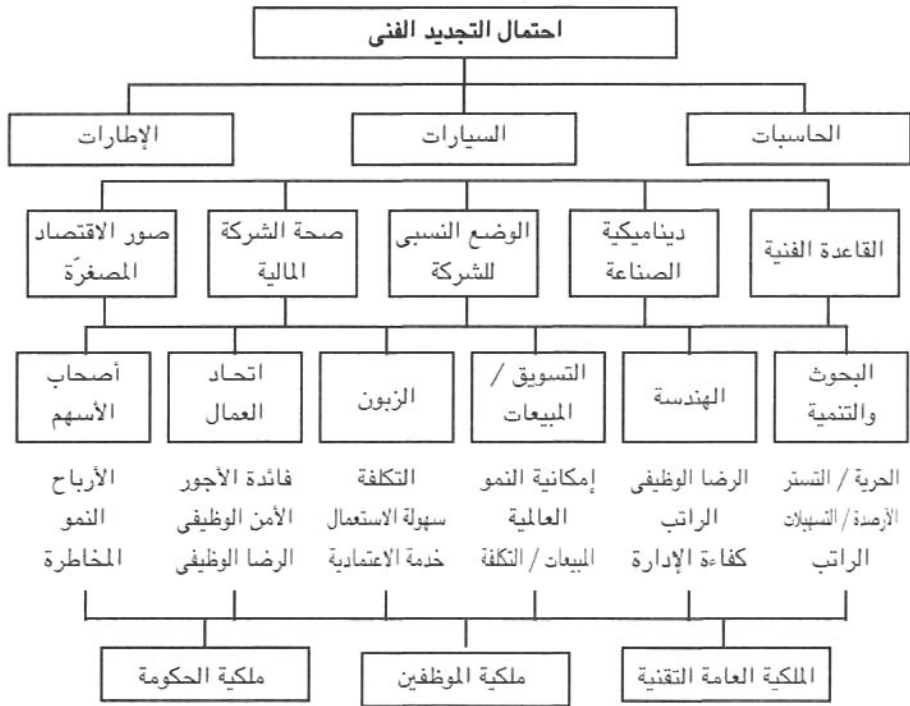 احتمال التجديد الفنى
الحاسبات السيارات الإطارات
القاعدة الفنية
ديناميكية
الصناعة
الوضع النسبى
للشركة
صحة الشركة
المالية
صور الاقتصاد
المصغرّة
البحوث
والتنمية
الهندسة
التسويق /
المبيعات
الزبون
اتحاد
العمال
أصحاب
الأسهم
الحرية / التستر
الأرصدة / التسهيلات
الراتب
الرضا الوظيفى
الراتب
كفاءة الإدارة
إمكانية النمو
العالمية
المبيعات / التكلفة
التكلفة
سهولة الاستعمال
خدمة الاعتمادية
فائدة الأجور
الأمن الوظيفى
الرضا الوظيفى
الأرباح
النمو
المخاطرة
الملكية العامة التقنية ملكية الموظفين ملكية الحكومة